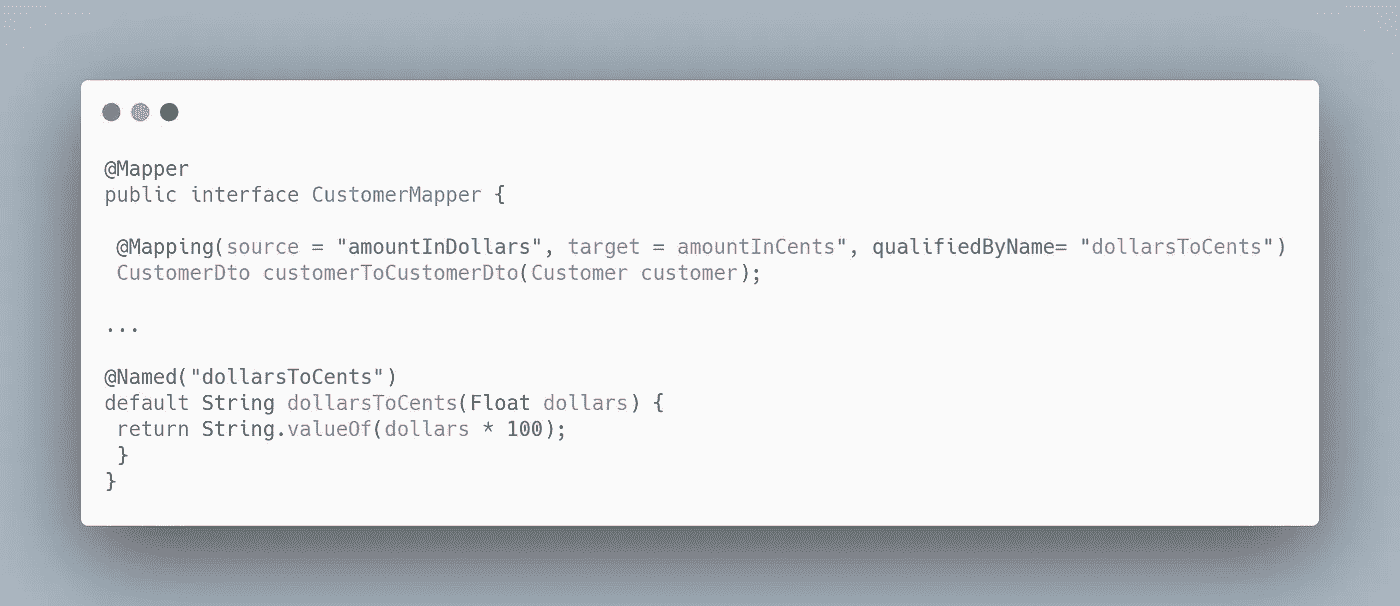 @Mapper
public interface CustomerMapper {
@Mapping(source = "amountInDollars", target = amountInCents", qualifiedByName= "dollarsToCents")
CustomerDto customerToCustomerDto(Customer customer);
...
@Named("dollarsToCents")
default String dollarsToCents(Float dollars) {
return String.valueOf(dollars * 100);
}
}